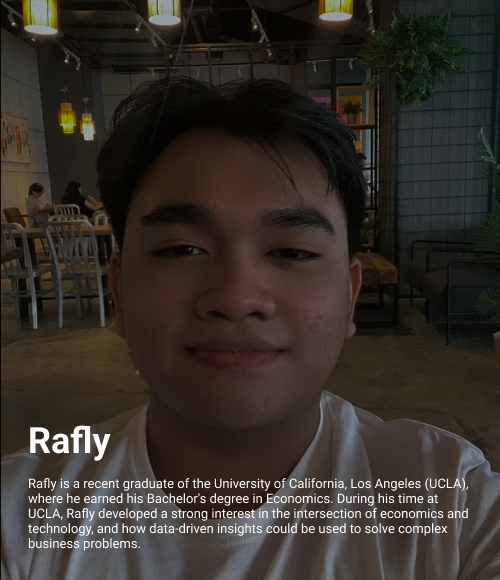 Rafly
Rafly is a recent graduate of the University of California, Los Angeles (UCLA),
where he earned his Bachelor's degree in Economics. During his time at
UCLA, Rafly developed a strong interest in the intersection of economics and
technology, and how data-driven insights could be used to solve complex
business problems.